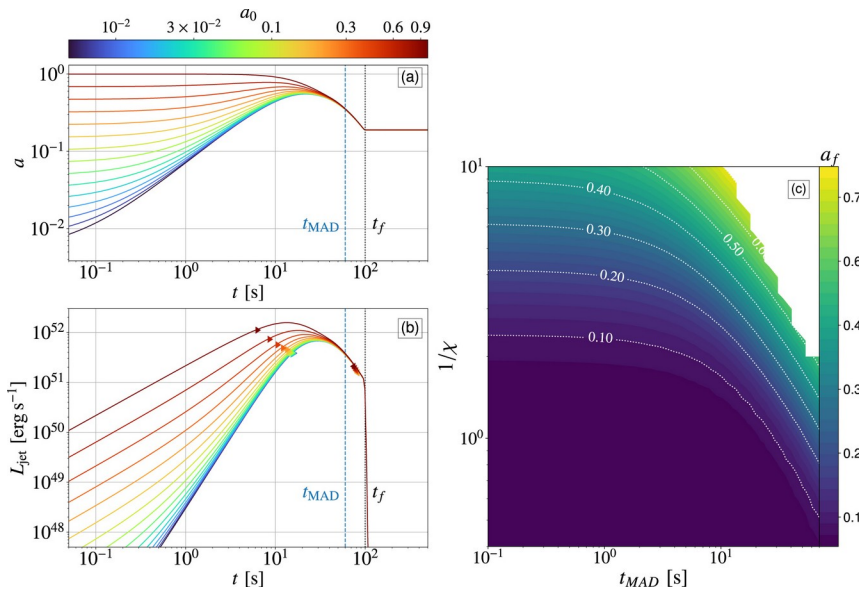 a₀
10⁻² 3 × 10⁻² 0.1 0.3 0.6 0.9
(a)
10⁰
10⁻¹
10⁻²
a
t_MAD
t_f
10⁻¹ 10⁰ 10¹ 10²
t [s]
(b)
10⁵²
10⁵¹
10⁵⁰
10⁴⁹
10⁴⁸
L_jet [erg s⁻¹]
t_MAD
t_f
10⁻¹ 10⁰ 10¹ 10²
t [s]
a_f
(c)
10¹
10⁰
1/χ
0.40
0.30
0.20
0.10
0.50
10⁻¹ 10⁰ 10¹
t_MAD [s]
0.7
0.6
0.5
0.4
0.3
0.2
0.1